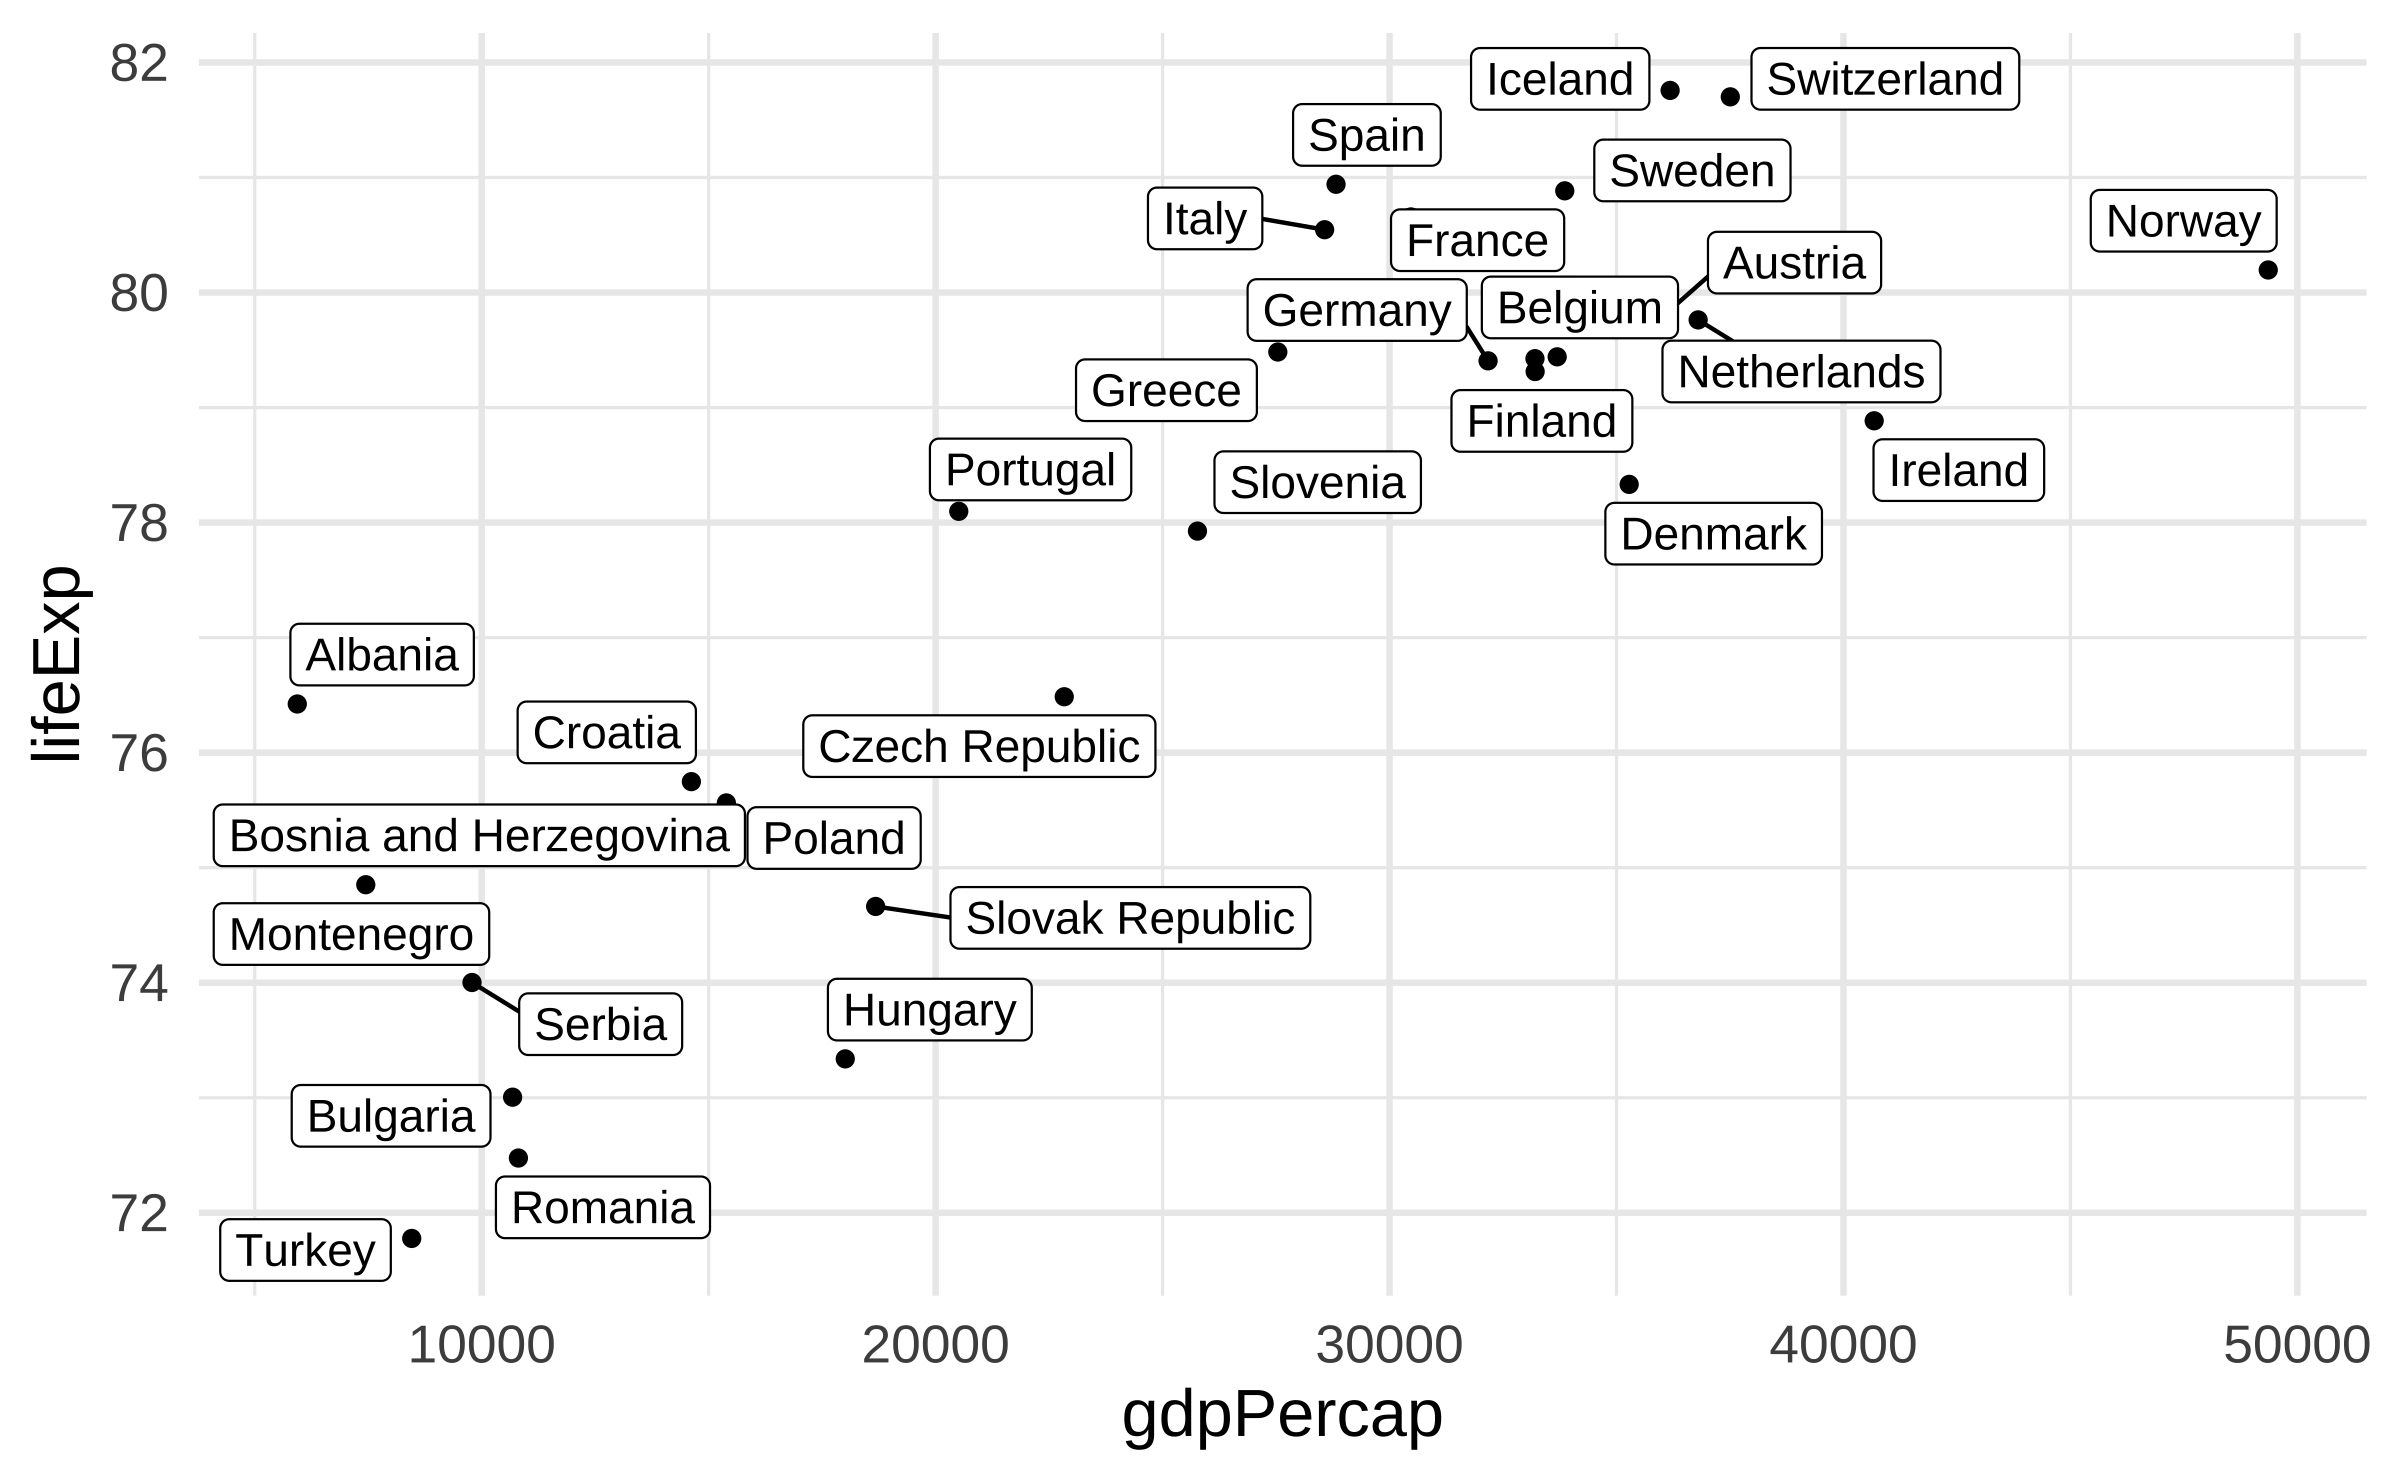 82
Iceland
Switzerland
Spain
Sweden
Italy
Norway
France
Austria
80
Germany
Belgium
Netherlands
Greece
Finland
Portugal
Slovenia
Ireland
78
Denmark
lifeExp
Albania
Croatia
Czech Republic
76
Bosnia and Herzegovina
Poland
Slovak Republic
Montenegro
74
Hungary
Serbia
Bulgaria
72
Romania
Turkey
10000
20000
30000
40000
50000
gdpPercap